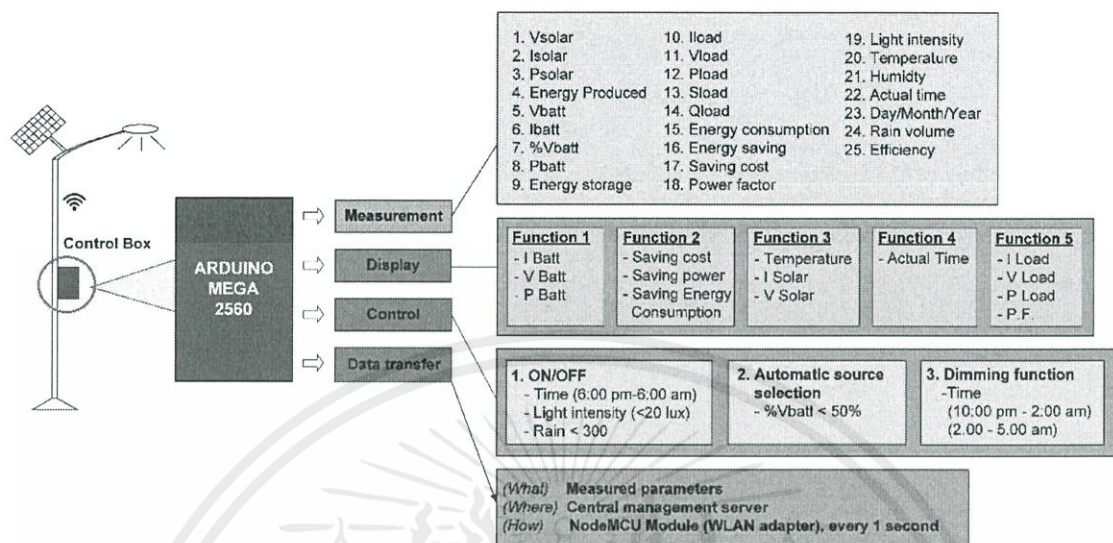 1. Vsolar
2. Isolar
3. Psolar
4. Energy Produced
5. Vbatt
6. Ibatt
7. %Vbatt
8. Pbatt
9. Energy storage
10. Iload
11. Vload
12. Pload
13. Sload
14. Qload
15. Energy consumption
16. Energy saving
17. Saving cost
18. Power factor
19. Light intensity
20. Temperature
21. Humidty
22. Actual time
23. Day/Month/Year
24. Rain volume
25. Efficiency
Control Box
ARDUINO
MEGA
2560
Measurement
Display
Control
Data transfer
Function 1
- I Batt
- V Batt
- P Batt
Function 2
- Saving cost
- Saving power
- Saving Energy
Consumption
Function 3
- Temperature
- I Solar
- V Solar
Function 4
- Actual Time
Function 5
- I Load
- V Load
- P Load
- P.F.
1. ON/OFF
- Time (6:00 pm-6:00 am)
- Light intensity (<20 lux)
- Rain < 300
2. Automatic source
selection
- %Vbatt < 50%
3. Dimming function
-Time
(10:00 pm - 2:00 am)
(2.00 - 5.00 am)
(What) Measured parameters
(Where) Central management server
(How) NodeMCU Module (WLAN adapter), every 1 second